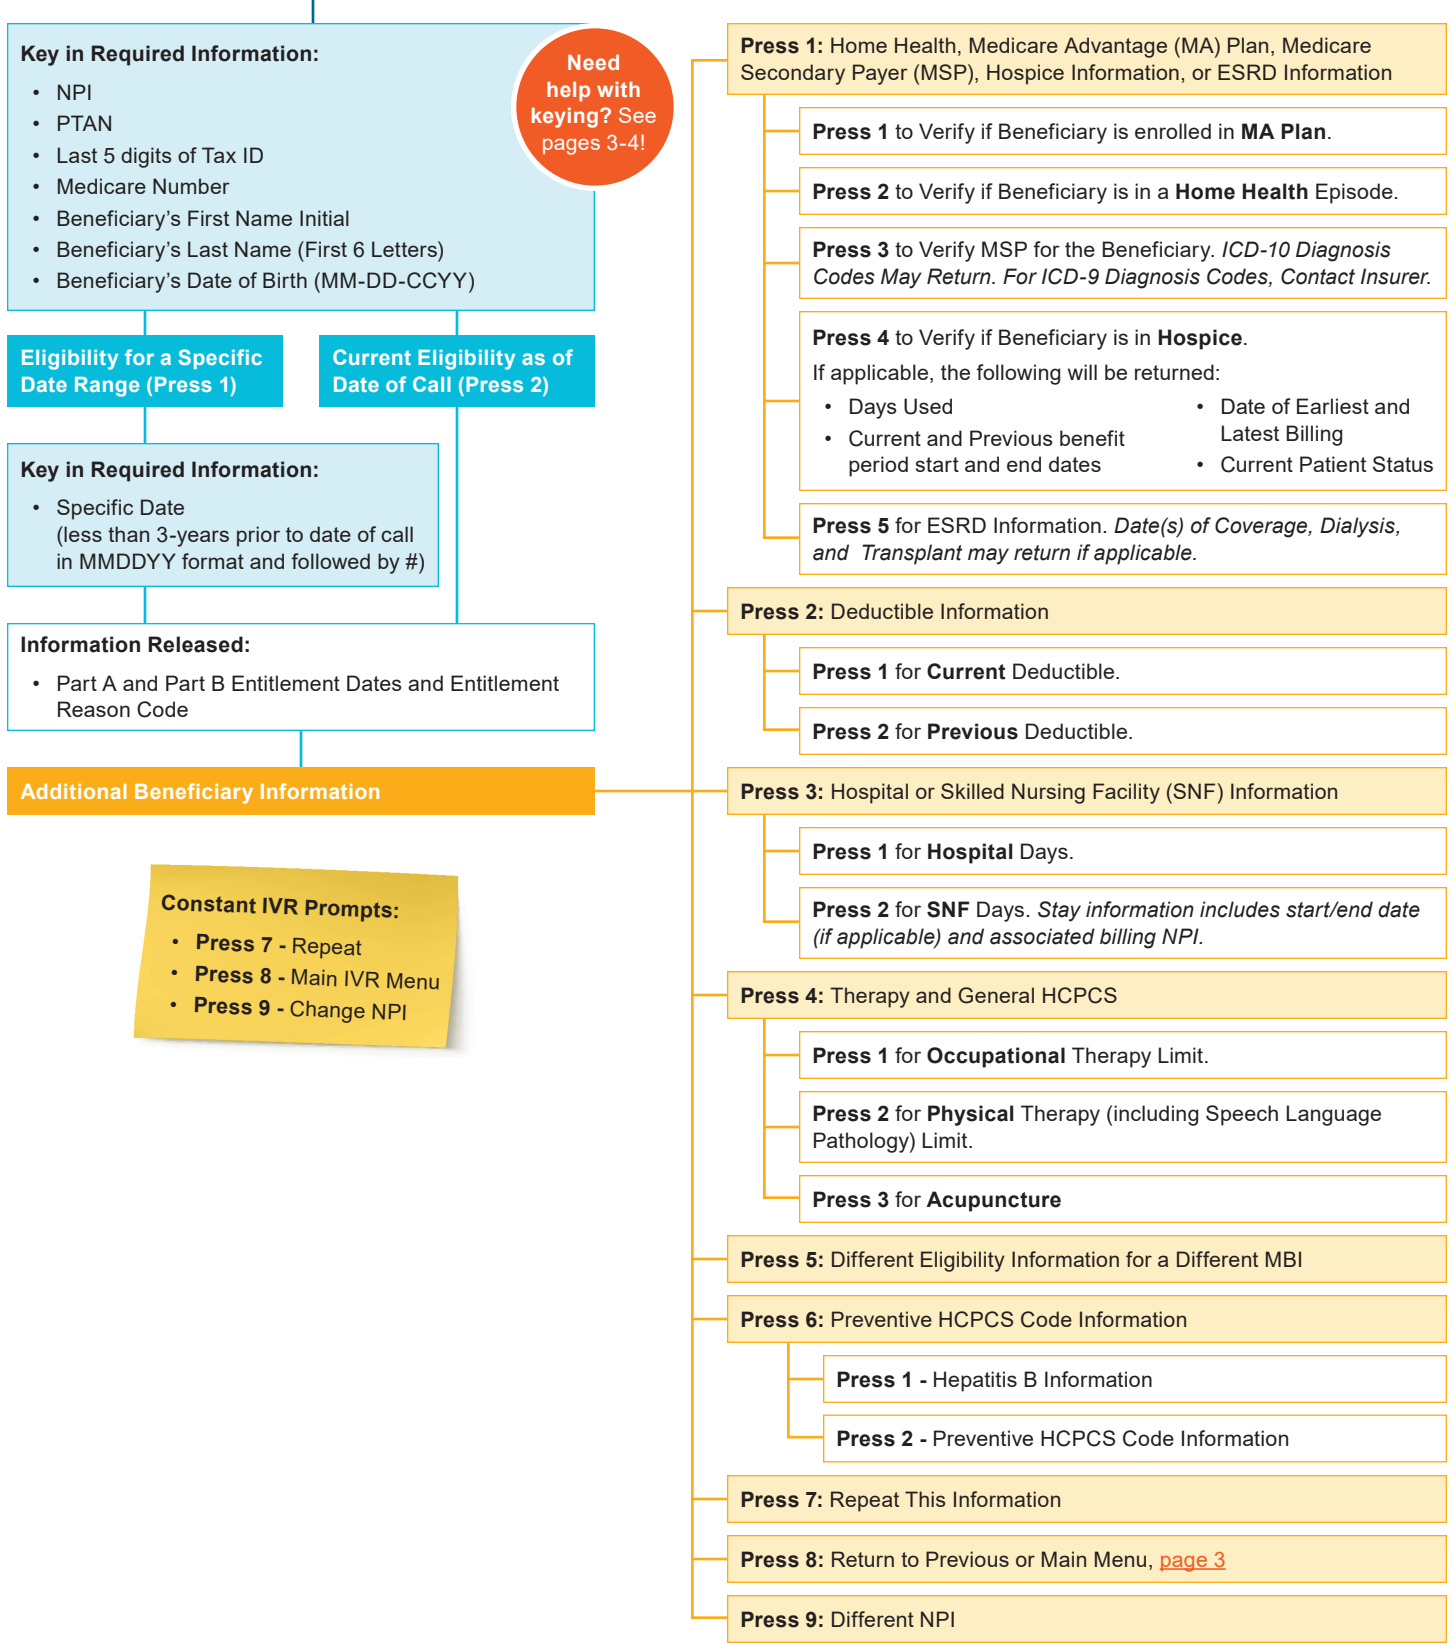 Key in Required Information:
• NPI
• PTAN
• Last 5 digits of Tax ID
• Medicare Number
• Beneficiary's First Name Initial
• Beneficiary's Last Name (First 6 Letters)
• Beneficiary's Date of Birth (MM-DD-CCYY)
Need
help with
keying? See
pages 3-4!
Eligibility for a Specific
Date Range (Press 1)
Current Eligibility as of
Date of Call (Press 2)
Key in Required Information:
• Specific Date
(less than 3-years prior to date of call
in MMDDYY format and followed by #)
Information Released:
• Part A and Part B Entitlement Dates and Entitlement
Reason Code
Additional Beneficiary Information
Constant IVR Prompts:
• Press 7 - Repeat
• Press 8 - Main IVR Menu
• Press 9 - Change NPI
Press 1: Home Health, Medicare Advantage (MA) Plan, Medicare
Secondary Payer (MSP), Hospice Information, or ESRD Information
Press 1 to Verify if Beneficiary is enrolled in MA Plan.
Press 2 to Verify if Beneficiary is in a Home Health Episode.
Press 3 to Verify MSP for the Beneficiary. ICD-10 Diagnosis
Codes May Return. For ICD-9 Diagnosis Codes, Contact Insurer.
Press 4 to Verify if Beneficiary is in Hospice.
If applicable, the following will be returned:
• Days Used
• Current and Previous benefit
period start and end dates
• Date of Earliest and
Latest Billing
• Current Patient Status
Press 5 for ESRD Information. Date(s) of Coverage, Dialysis,
and Transplant may return if applicable.
Press 2: Deductible Information
Press 1 for Current Deductible.
Press 2 for Previous Deductible.
Press 3: Hospital or Skilled Nursing Facility (SNF) Information
Press 1 for Hospital Days.
Press 2 for SNF Days. Stay information includes start/end date
(if applicable) and associated billing NPI.
Press 4: Therapy and General HCPCS
Press 1 for Occupational Therapy Limit.
Press 2 for Physical Therapy (including Speech Language
Pathology) Limit.
Press 3 for Acupuncture
Press 5: Different Eligibility Information for a Different MBI
Press 6: Preventive HCPCS Code Information
Press 1 - Hepatitis B Information
Press 2 - Preventive HCPCS Code Information
Press 7: Repeat This Information
Press 8: Return to Previous or Main Menu, page 3
Press 9: Different NPI